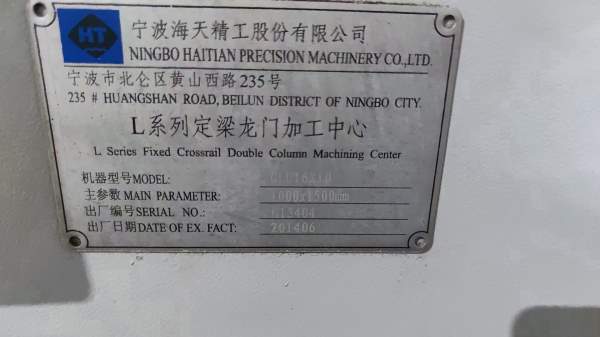 HT
宁波海天精工股份有限公司
NINGBO HAITIAN PRECISION MACHINERY CO.,LTD.
宁波市北仑区黄山西路235号
235 # HUANGSHAN ROAD, BEILUN DISTRICT OF NINGBO CITY.
L系列定梁龙门加工中心
L Series Fixed Crossrail Double Column Machining Center
机器型号MODEL:
主参数 MAIN PARAMETER: 1000x1500mm
出厂编号SERIAL NO.: 613404
出厂日期DATE OF EX. FACT: 201406